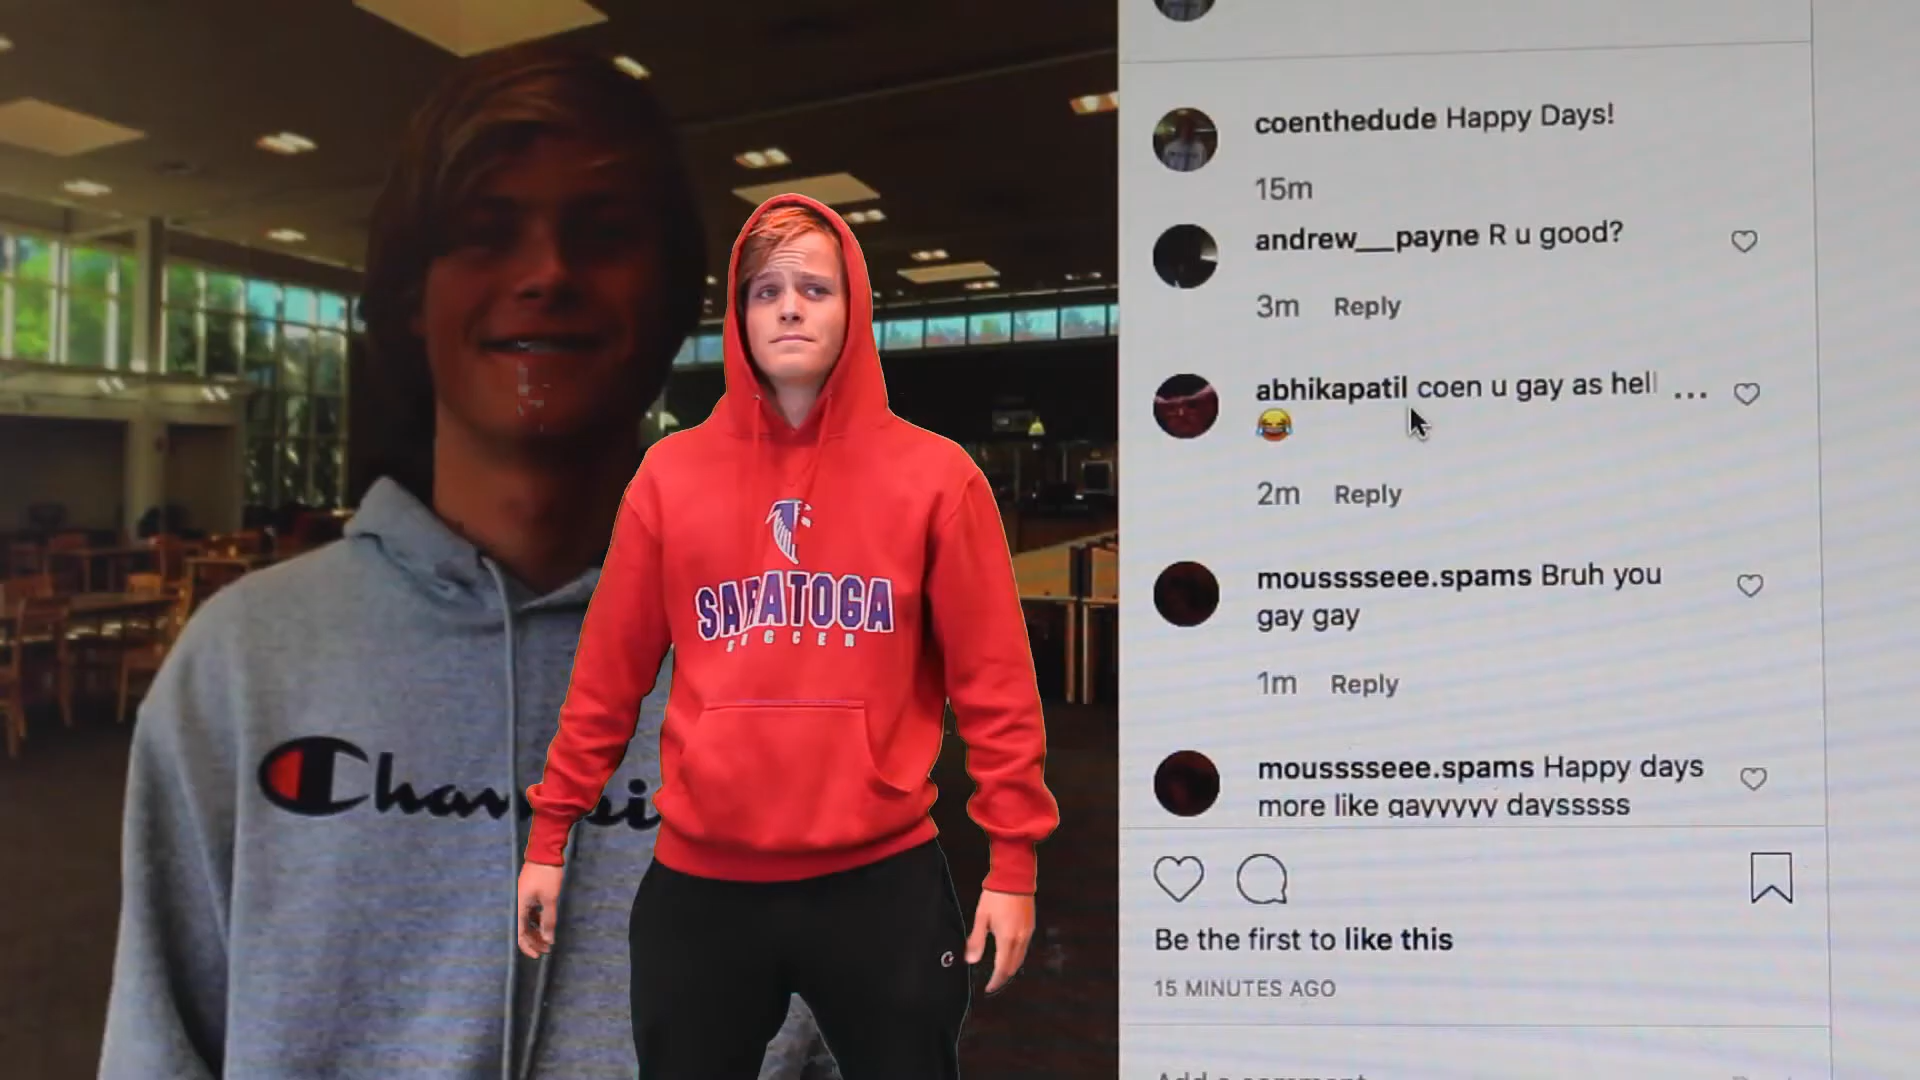 coenthedude Happy Days!
15m
andrew__payne R u good?
3m Reply
abhikapatil coen u gay as hell ...
😂
2m Reply
mousssseee.spams Bruh you
gay gay
1m Reply
mousssseee.spams Happy days
more like gayyyyy daysssss
Be the first to like this
15 MINUTES AGO
Add a comment
SARATOGA
SOCCER